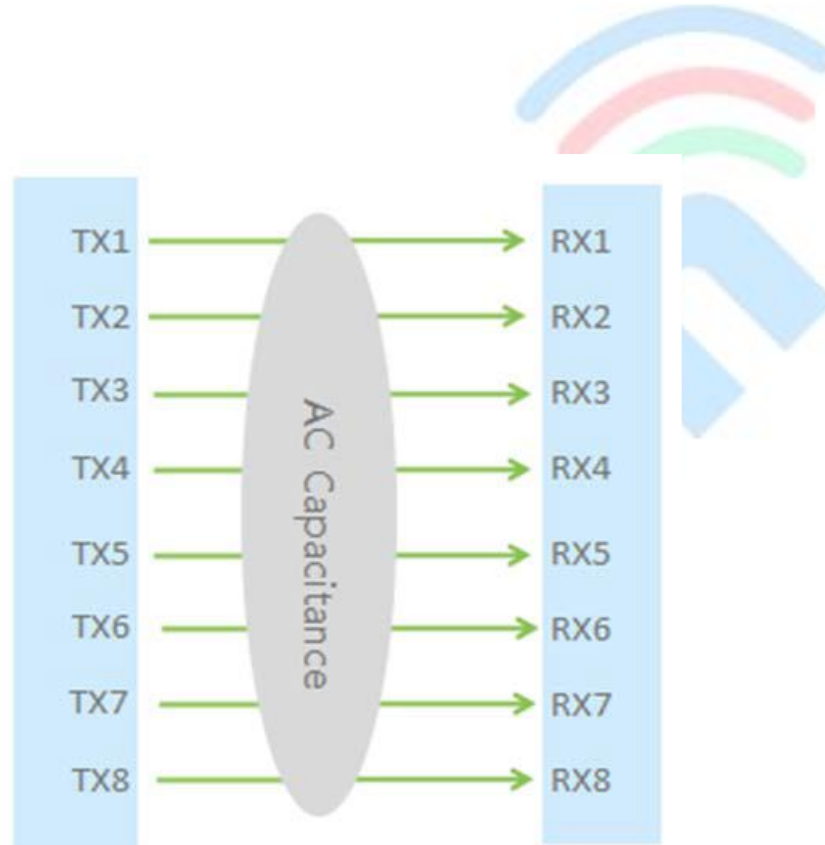 TX1 RX1
TX2 RX2
TX3 RX3
TX4 RX4
TX5 RX5
TX6 RX6
TX7 RX7
TX8 RX8
AC Capacitance